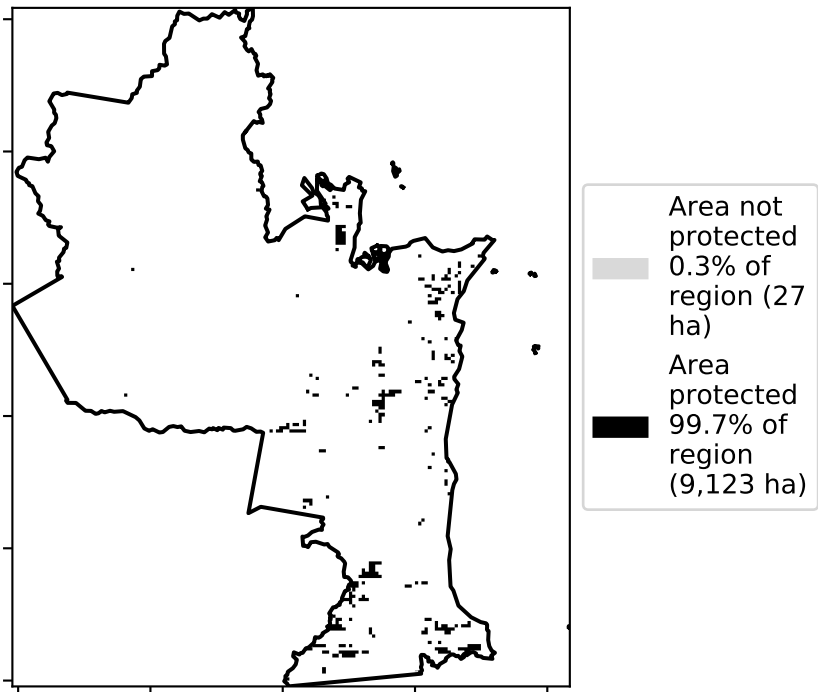 Area not
protected
0.3% of
region (27
ha)
Area
protected
99.7% of
region
(9,123 ha)